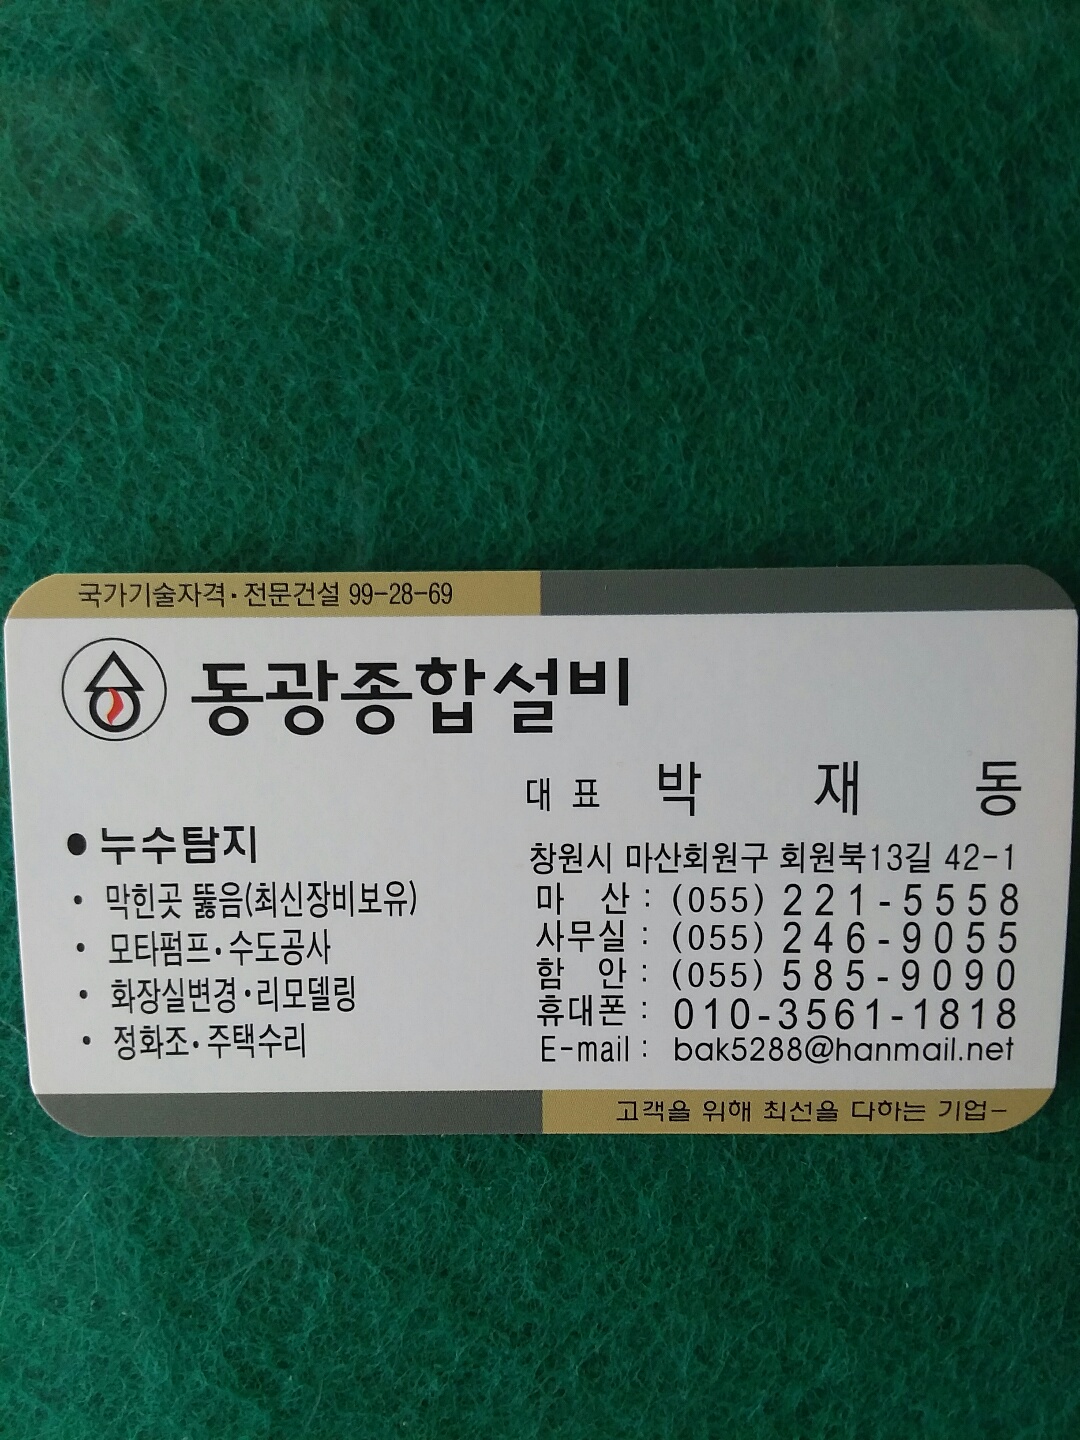 국가기술자격·전문건설 99-28-69
동광종합설비
대 표 박 재 동
● 누수탐지
· 막힌곳 뚫음(최신장비보유)
· 모타펌프·수도공사
· 화장실변경·리모델링
· 정화조·주택수리
창원시 마산회원구 회원북13길 42-1
마 산 : (055) 221-5558
사무실 : (055) 246-9055
함 안 : (055) 585-9090
휴대폰 : 010-3561-1818
E-mail : bak5288@hanmail.net
고객을 위해 최선을 다하는 기업-